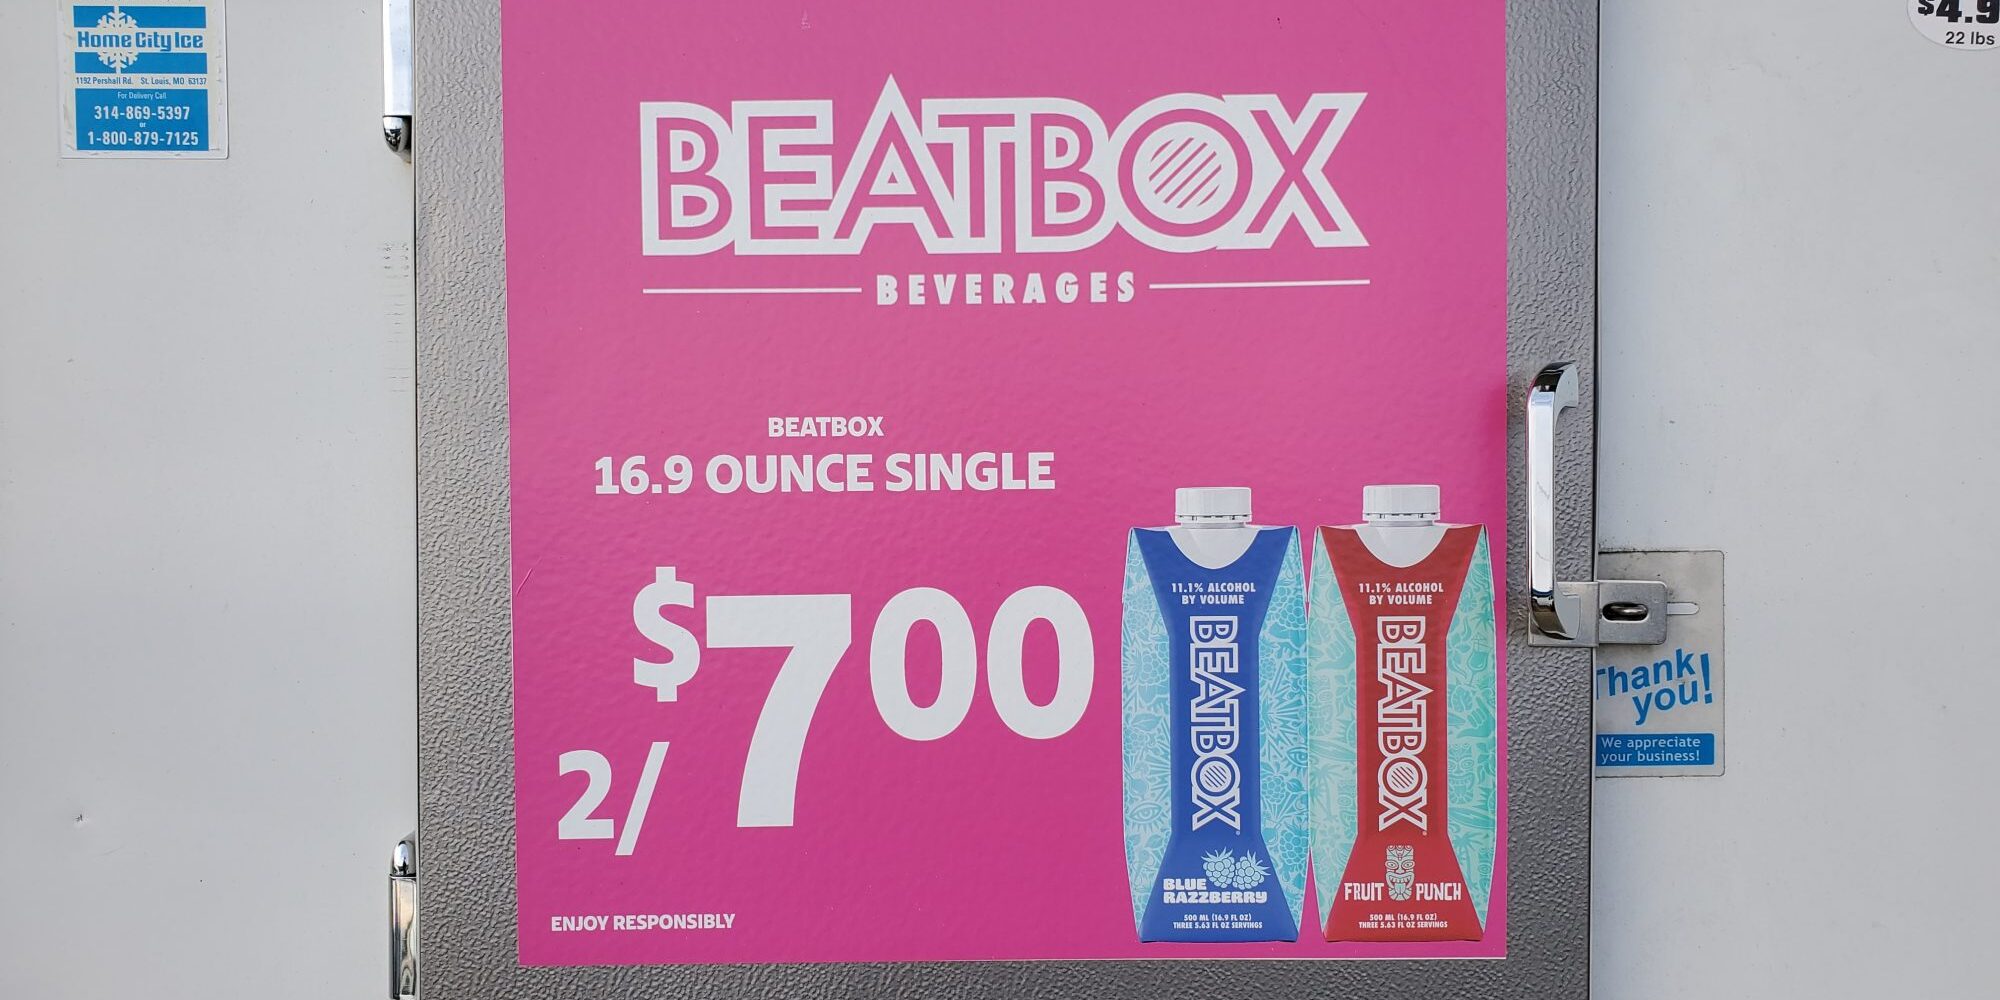 Home City Ice
1192 Pershall Rd. St. Louis, MO 63137
For Delivery Call
314-869-5397
or
1-800-879-7125
$4.9
22 lbs
BEATBOX
BEVERAGES
BEATBOX
16.9 OUNCE SINGLE
2/$700
ENJOY RESPONSIBLY
11.1% ALCOHOL
BY VOLUME
BEATBOX
BLUE
RAZZBERRY
500 ML (16.9 FL OZ)
THREE 5.63 FL OZ SERVINGS
11.1% ALCOHOL
BY VOLUME
BEATBOX
FRUIT PUNCH
500 ML (16.9 FL OZ)
THREE 5.63 FL OZ SERVINGS
Thank
you!
We appreciate
your business!